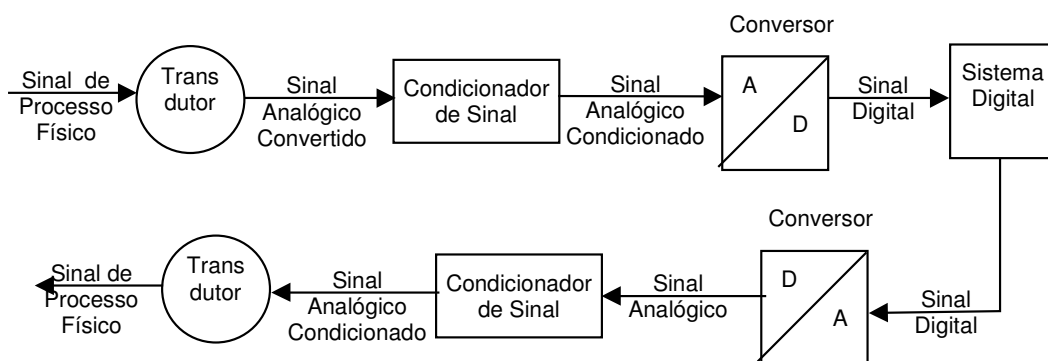 Conversor
Sinal de
Processo
Físico
Trans
dutor
Sinal
Analógico
Convertido
Condicionador
de Sinal
Sinal
Analógico
Condicionado
A
D
Sinal
Digital
Sistema
Digital
Conversor
Sinal de
Processo
Físico
Trans
dutor
Sinal
Analógico
Condicionado
Condicionador
de Sinal
Sinal
Analógico
D
A
Sinal
Digital